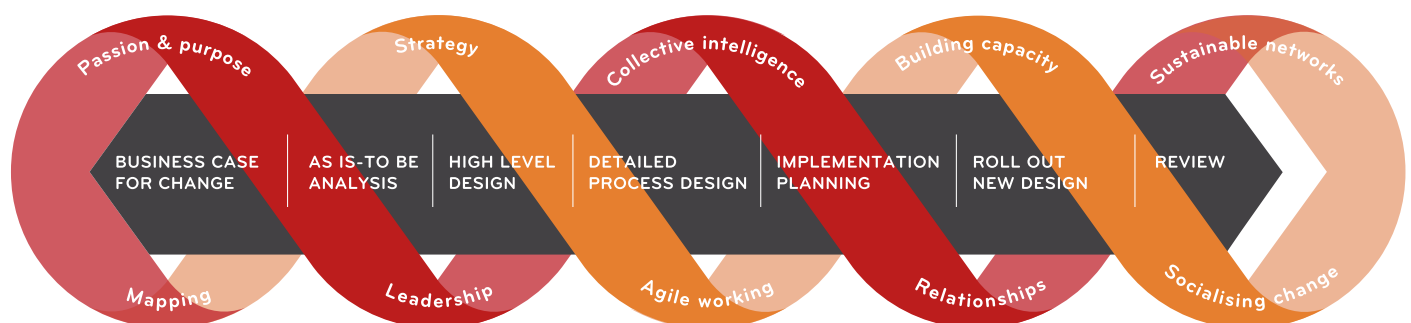 Passion & purpose
Strategy
Collective intelligence
Building capacity
Sustainable networks
BUSINESS CASE
FOR CHANGE
AS IS-TO BE
ANALYSIS
HIGH LEVEL
DESIGN
DETAILED
PROCESS DESIGN
IMPLEMENTATION
PLANNING
ROLL OUT
NEW DESIGN
REVIEW
Mapping
Leadership
Agile working
Relationships
Socialising change